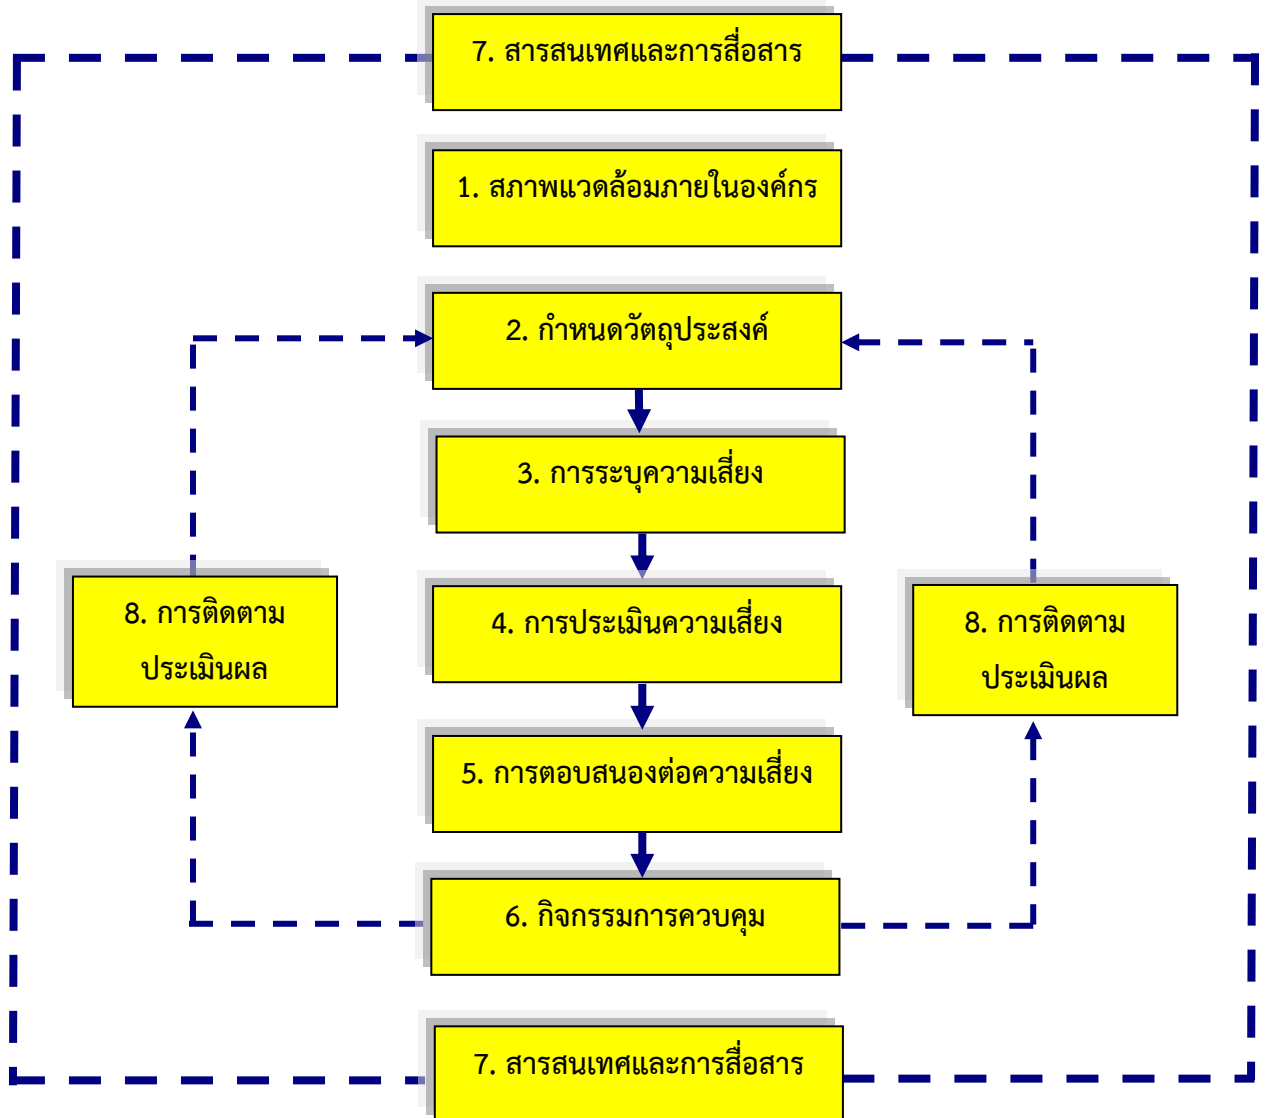 7. สารสนเทศและการสื่อสาร
1. สภาพแวดล้อมภายในองค์กร
2. กำหนดวัตถุประสงค์
3. การระบุความเสี่ยง
8. การติดตาม
ประเมินผล
4. การประเมินความเสี่ยง
8. การติดตาม
ประเมินผล
5. การตอบสนองต่อความเสี่ยง
6. กิจกรรมการควบคุม
7. สารสนเทศและการสื่อสาร